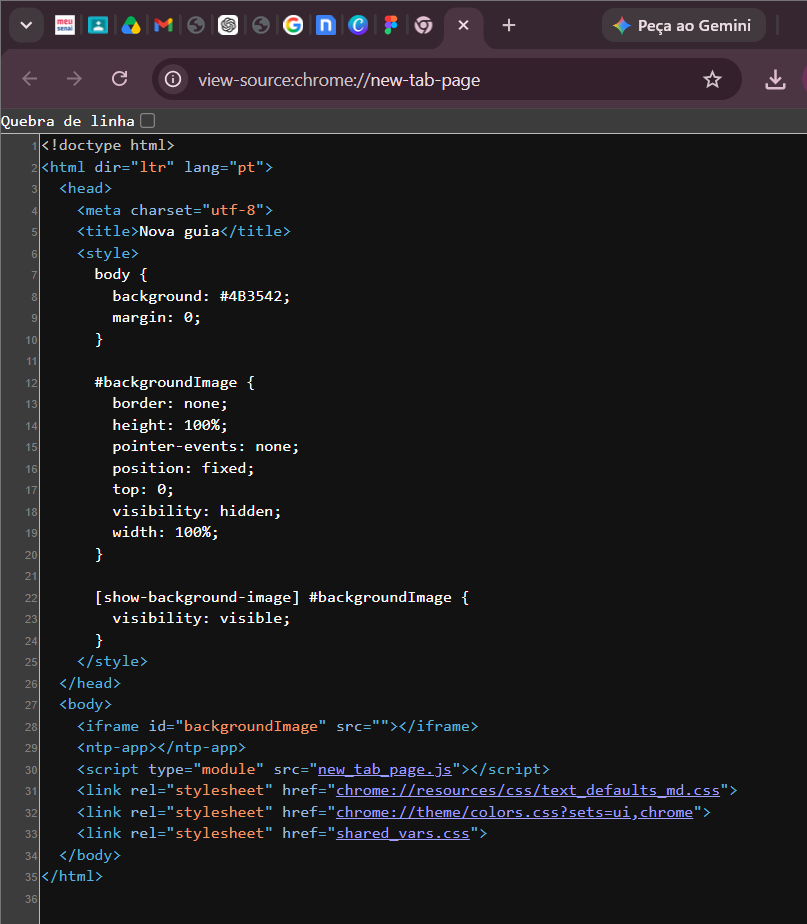 meu
senai
Peça ao Gemini
view-source:chrome://new-tab-page
Quebra de linha
1 <!doctype html>
2 <html dir="ltr" lang="pt">
3 <head>
4 <meta charset="utf-8">
5 <title>Nova guia</title>
6 <style>
7 body {
8 background: #4B3542;
9 margin: 0;
10 }
11
12 #backgroundImage {
13 border: none;
14 height: 100%;
15 pointer-events: none;
16 position: fixed;
17 top: 0;
18 visibility: hidden;
19 width: 100%;
20 }
21
22 [show-background-image] #backgroundImage {
23 visibility: visible;
24 }
25 </style>
26 </head>
27 <body>
28 <iframe id="backgroundImage" src=""></iframe>
29 <ntp-app></ntp-app>
30 <script type="module" src="new_tab_page.js"></script>
31 <link rel="stylesheet" href="chrome://resources/css/text_defaults_md.css">
32 <link rel="stylesheet" href="chrome://theme/colors.css?sets=ui,chrome">
33 <link rel="stylesheet" href="shared_vars.css">
34 </body>
35 </html>
36